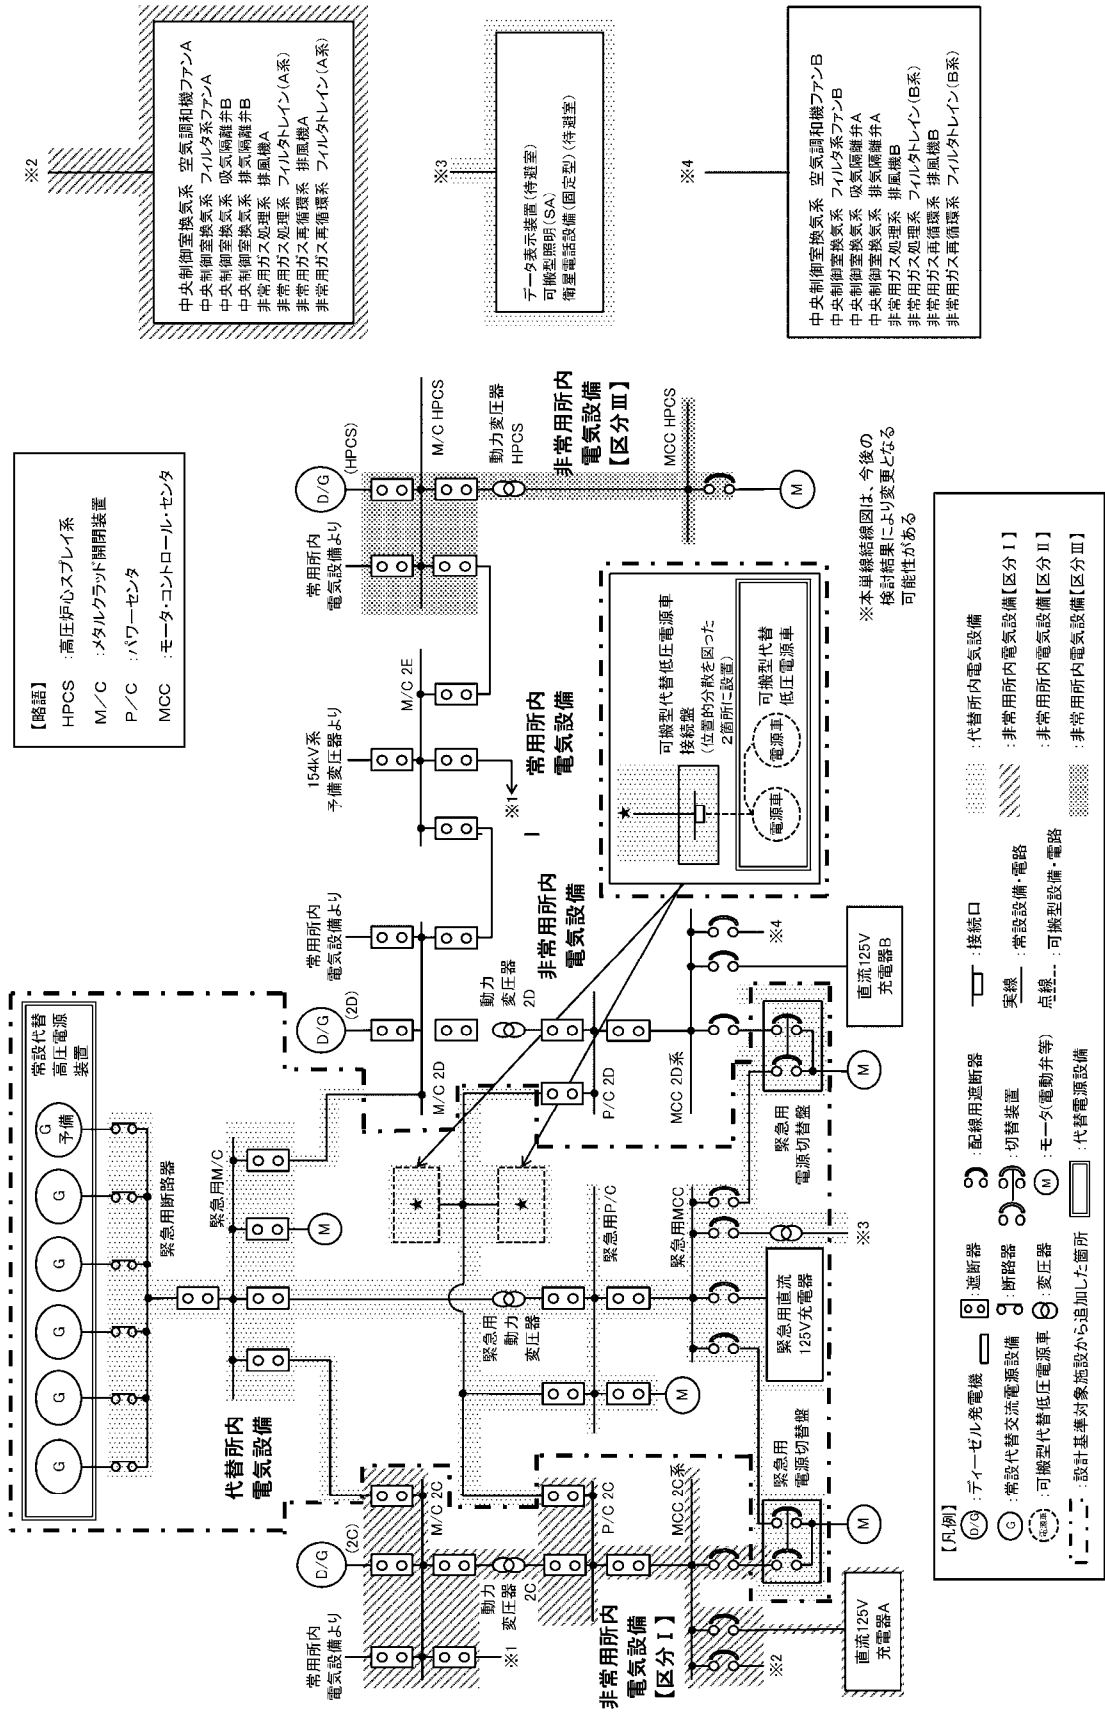 【略語】
HPCS :高圧炉心スプレイ系
M/C :メタルクラッド開閉装置
P/C :パワーセンタ
MCC :モータ・コントロール・センタ
常設代替
高圧電源
装置
G
G
G
G
G
G
予備
緊急用断路器
緊急用M/C
代替所内
電気設備
M
D/G
(2C)
常用所内
電気設備より
M/C 2C
※1
動力
変圧器
2C
P/C 2C
非常用所内
電気設備
【区分Ⅰ】
MCC 2C系
※2
直流125V
充電器A
緊急用
電源切替盤
M
緊急用
動力
変圧器
緊急用P/C
M
緊急用MCC
緊急用直流
125V充電器
※3
★
★
D/G
(2D)
常用所内
電気設備より
M/C 2D
動力
変圧器
2D
P/C 2D
非常用所内
電気設備
MCC 2D系
緊急用
電源切替盤
M
※4
直流125V
充電器B
154kV系
予備変圧器より
M/C 2E
※1
常用所内
電気設備
常用所内
電気設備より
D/G
(HPCS)
M/C HPCS
動力変圧器
HPCS
非常用所内
電気設備
【区分Ⅲ】
MCC HPCS
M
★
可搬型代替低圧電源車
接続盤
(位置的分散を図った
2箇所に設置)
可搬型代替
低圧電源車
電源車
電源車
※本単線結線図は、今後の
検討結果により変更となる
可能性がある
※2
中央制御室換気系 空気調和機ファンA
中央制御室換気系 フィルタ系ファンA
中央制御室換気系 吸気隔離弁B
中央制御室換気系 排気隔離弁B
非常用ガス処理系 排風機A
非常用ガス処理系 フィルタトレイン(A系)
非常用ガス再循環系 排風機A
非常用ガス再循環系 フィルタトレイン(A系)
※3
データ表示装置(待避室)
可搬型照明(SA)
衛星電話設備(固定型)(待避室)
※4
中央制御室換気系 空気調和機ファンB
中央制御室換気系 フィルタ系ファンB
中央制御室換気系 吸気隔離弁A
中央制御室換気系 排気隔離弁A
非常用ガス処理系 排風機B
非常用ガス処理系 フィルタトレイン(B系)
非常用ガス再循環系 排風機B
非常用ガス再循環系 フィルタトレイン(B系)
【凡例】
D/G :ディーゼル発電機
G :常設代替交流電源設備
電源車 :可搬型代替低圧電源車
:設計基準対象施設から追加した箇所
:遮断器
:断路器
:変圧器
:配線用遮断器
:切替装置
M :モータ(電動弁等)
:代替電源設備
:接続口
実線 :常設設備・電路
点線 :可搬型設備・電路
:代替所内電気設備
:非常用所内電気設備【区分Ⅰ】
:非常用所内電気設備【区分Ⅱ】
:非常用所内電気設備【区分Ⅲ】